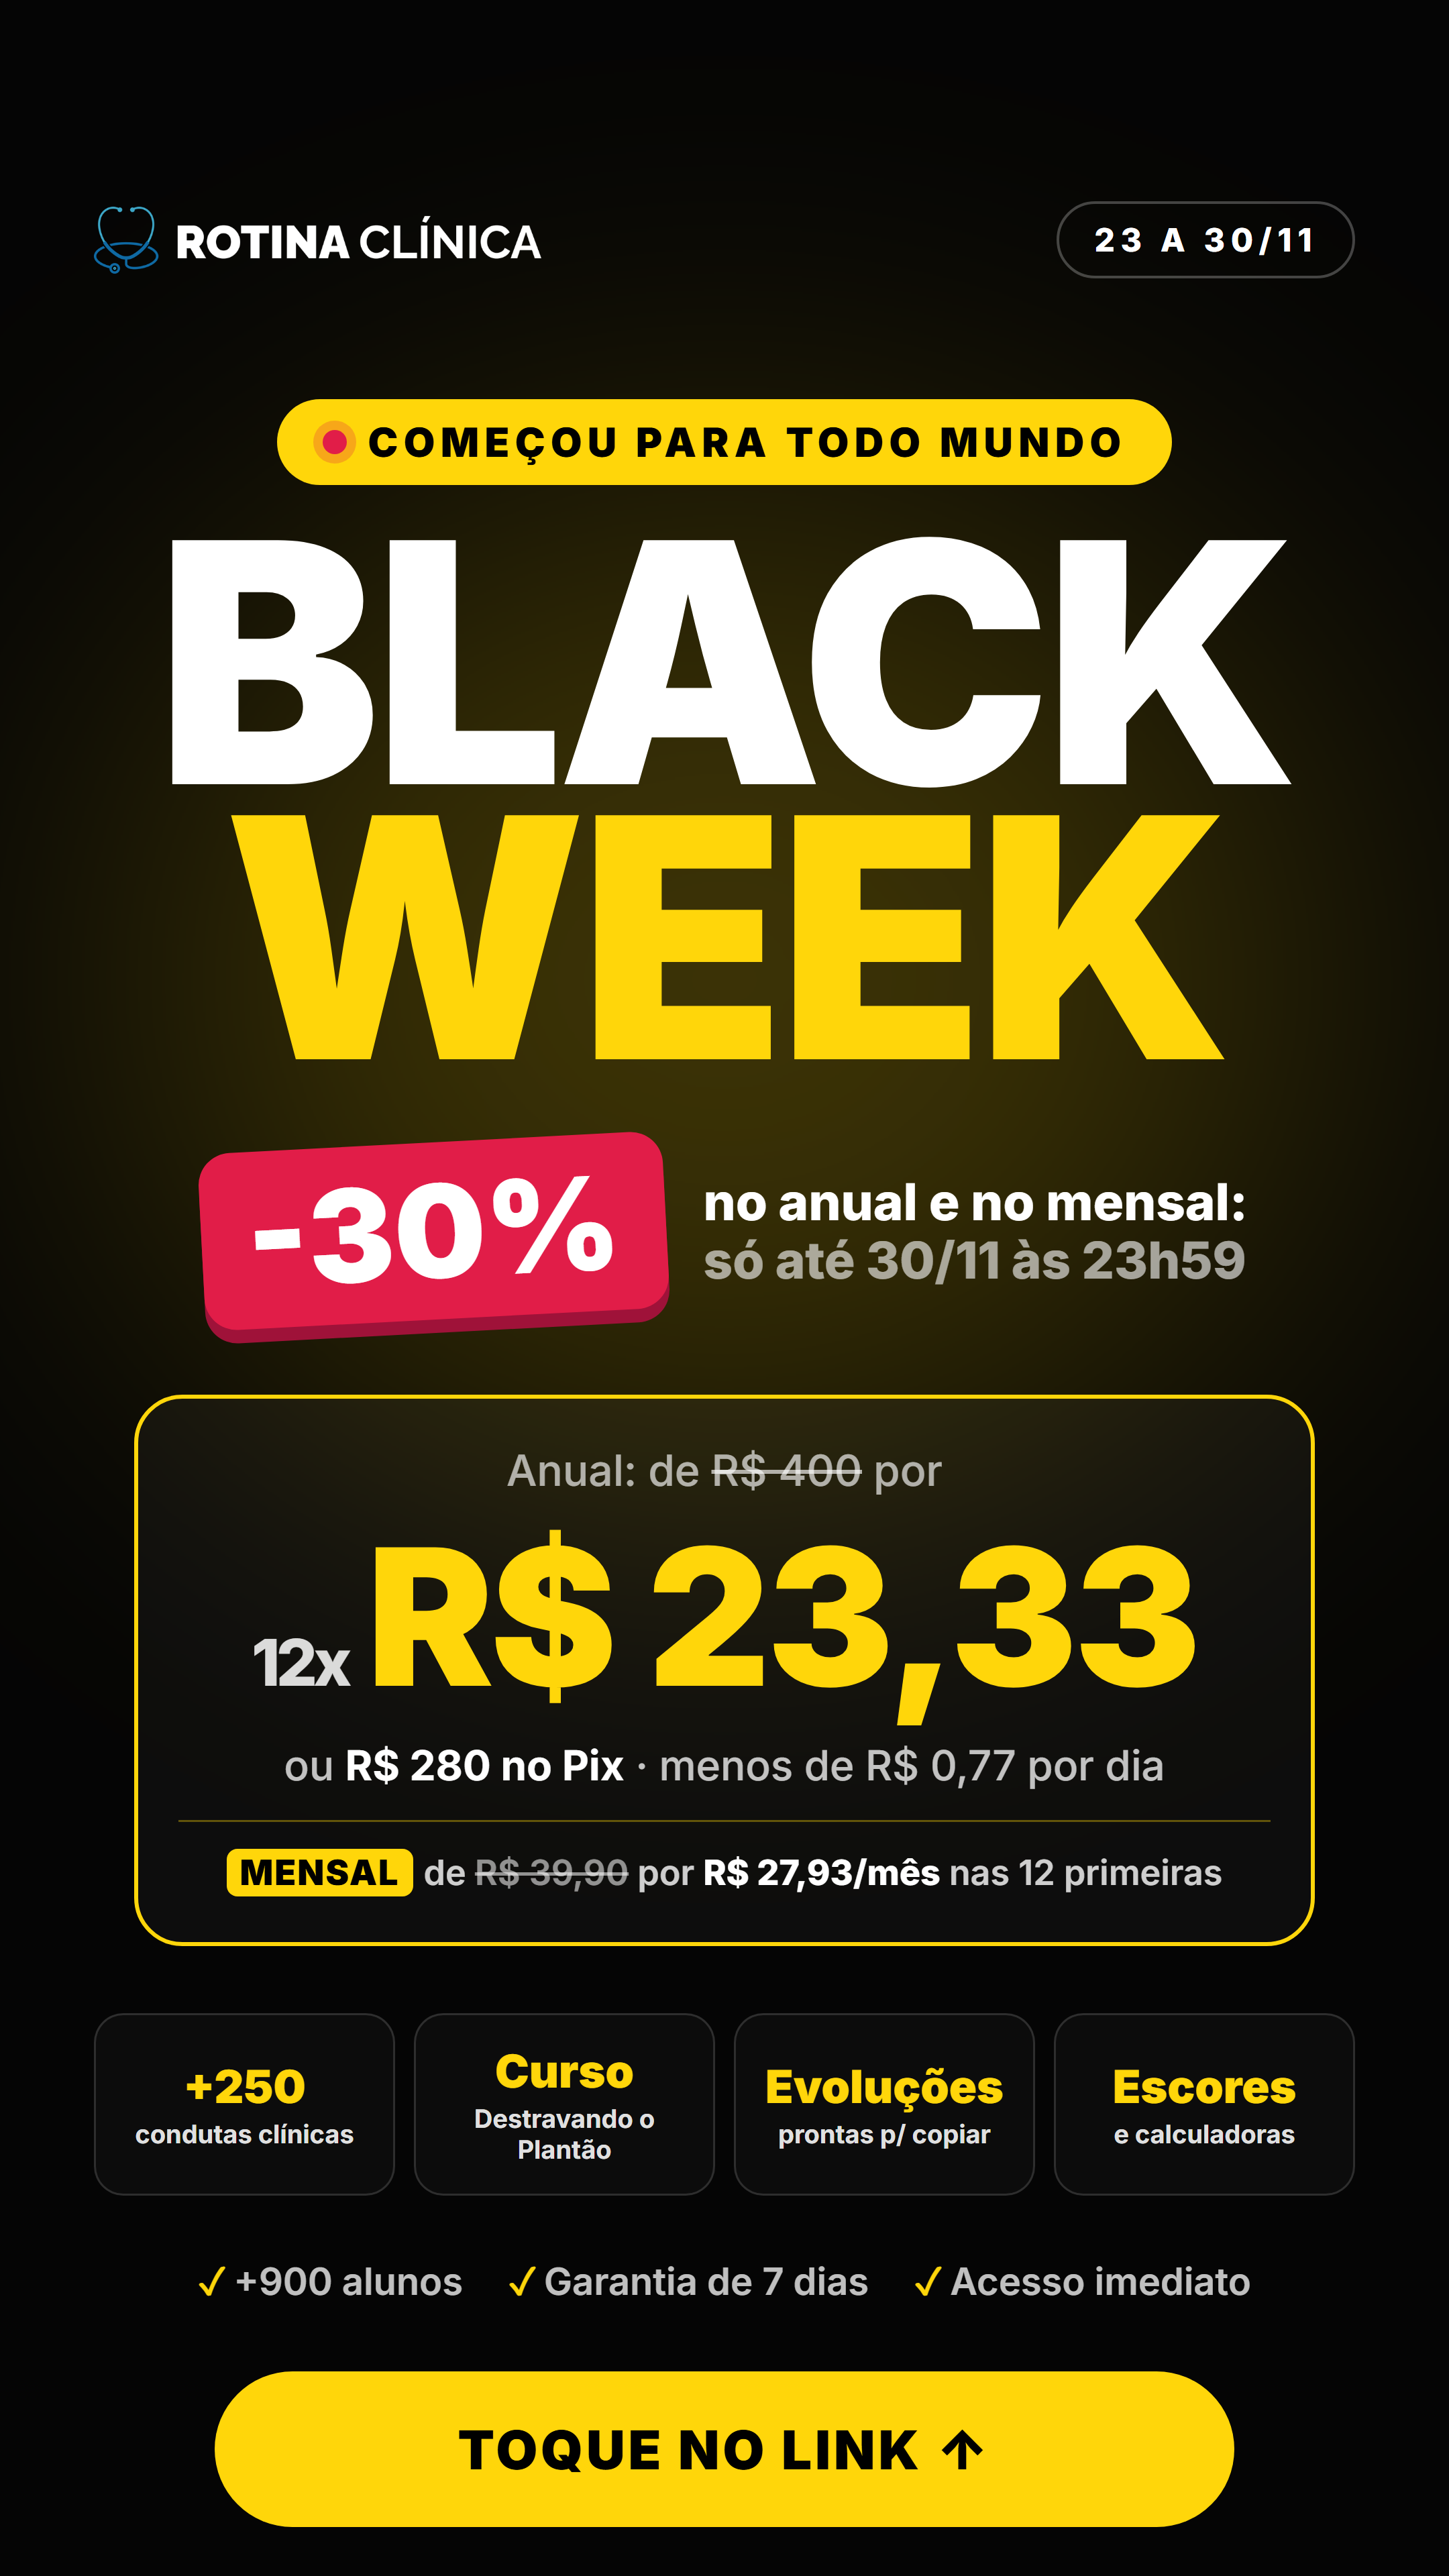 ROTINA CLÍNICA
23 A 30/11
COMEÇOU PARA TODO MUNDO
BLACK
WEEK
-30%
no anual e no mensal:
só até 30/11 às 23h59
Anual: de R$ 400 por
12x R$ 23,33
ou R$ 280 no Pix · menos de R$ 0,77 por dia
MENSAL de R$ 39,90 por R$ 27,93/mês nas 12 primeiras
+250
condutas clínicas
Curso
Destravando o
Plantão
Evoluções
prontas p/ copiar
Escores
e calculadoras
✓ +900 alunos ✓ Garantia de 7 dias ✓ Acesso imediato
TOQUE NO LINK ↑